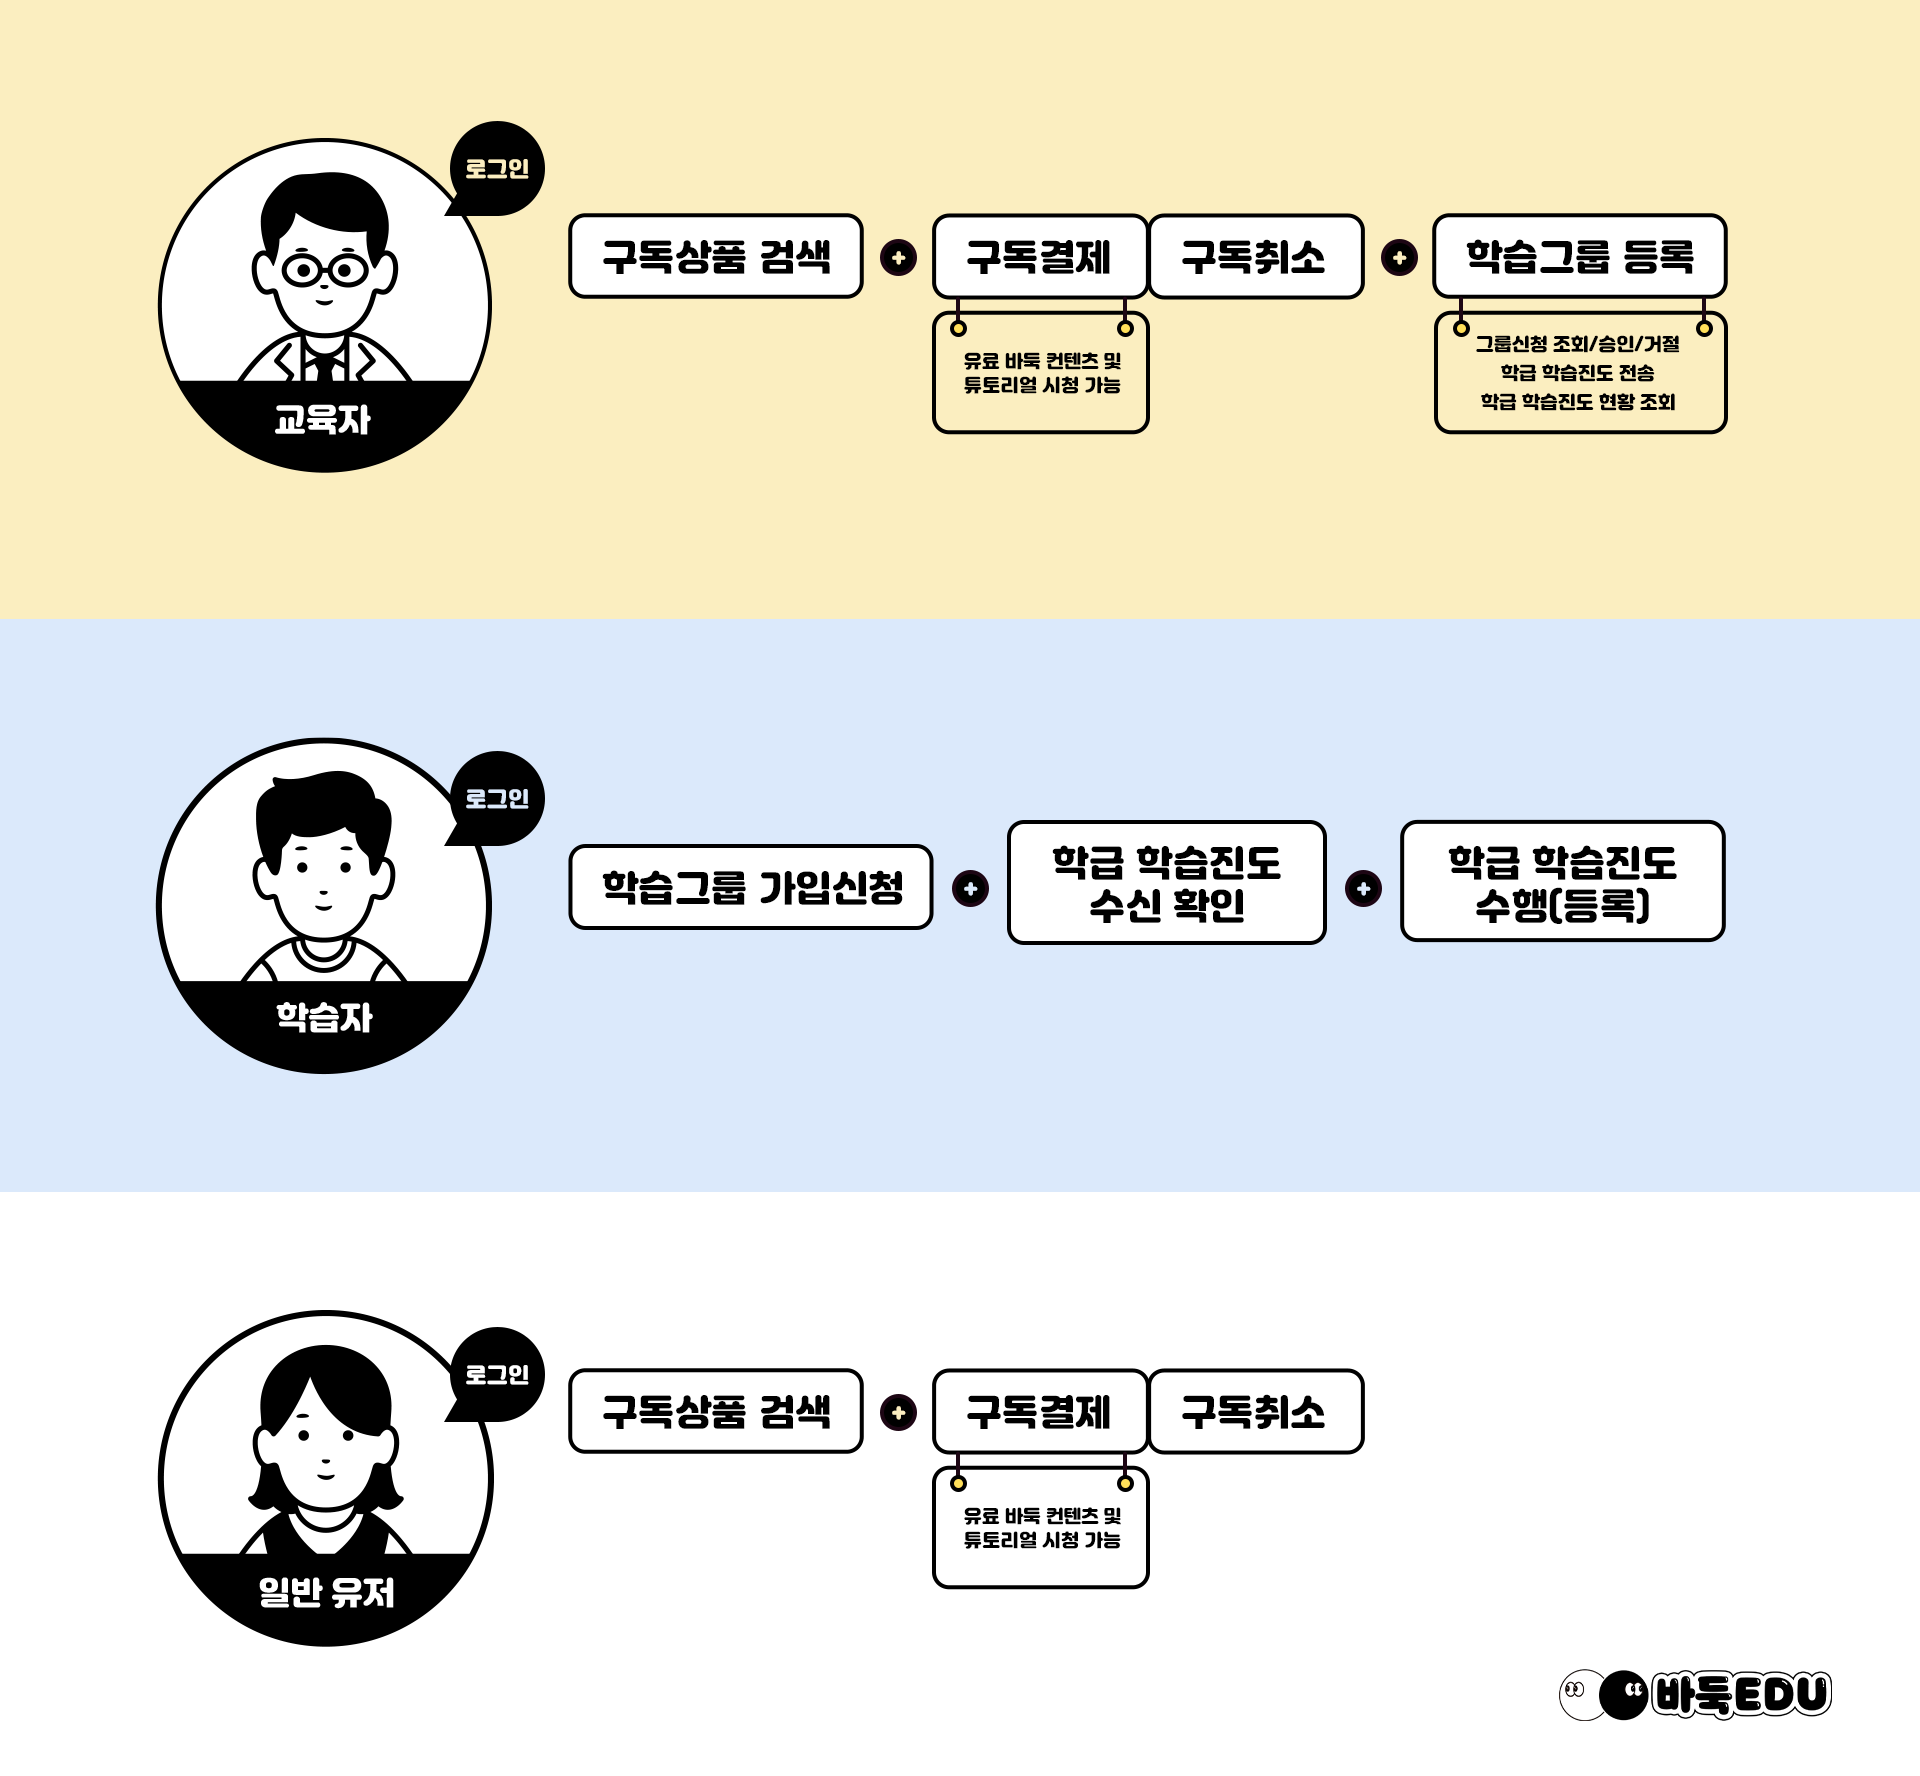 로그인
교육자
구독상품 검색
구독결제
구독취소
학습그룹 등록
유료 바둑 컨텐츠 및
튜토리얼 시청 가능
그룹신청 조회/승인/거절
학급 학습진도 전송
학급 학습진도 현황 조회
로그인
학습자
학습그룹 가입신청
학급 학습진도
수신 확인
학급 학습진도
수행(등록)
로그인
일반 유저
구독상품 검색
구독결제
구독취소
유료 바둑 컨텐츠 및
튜토리얼 시청 가능
바둑EDU